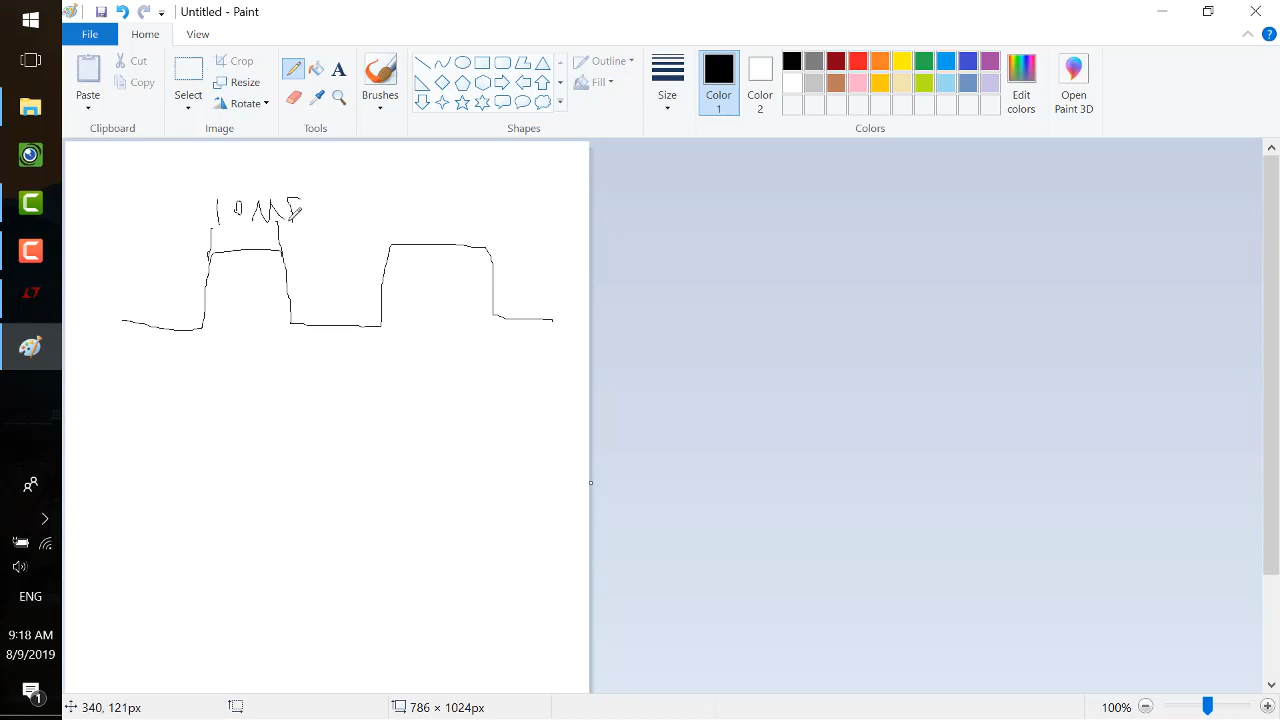 Untitled - Paint
File
Home
View
Paste
Cut
Copy
Clipboard
Select
Crop
Resize
Rotate
Image
A
Tools
Brushes
Outline
Fill
Shapes
Size
Color 1
Color 2
Edit colors
Colors
Open Paint 3D
?
10
ENG
9:18 AM
8/9/2019
1
340, 121px
786
1024px
100%